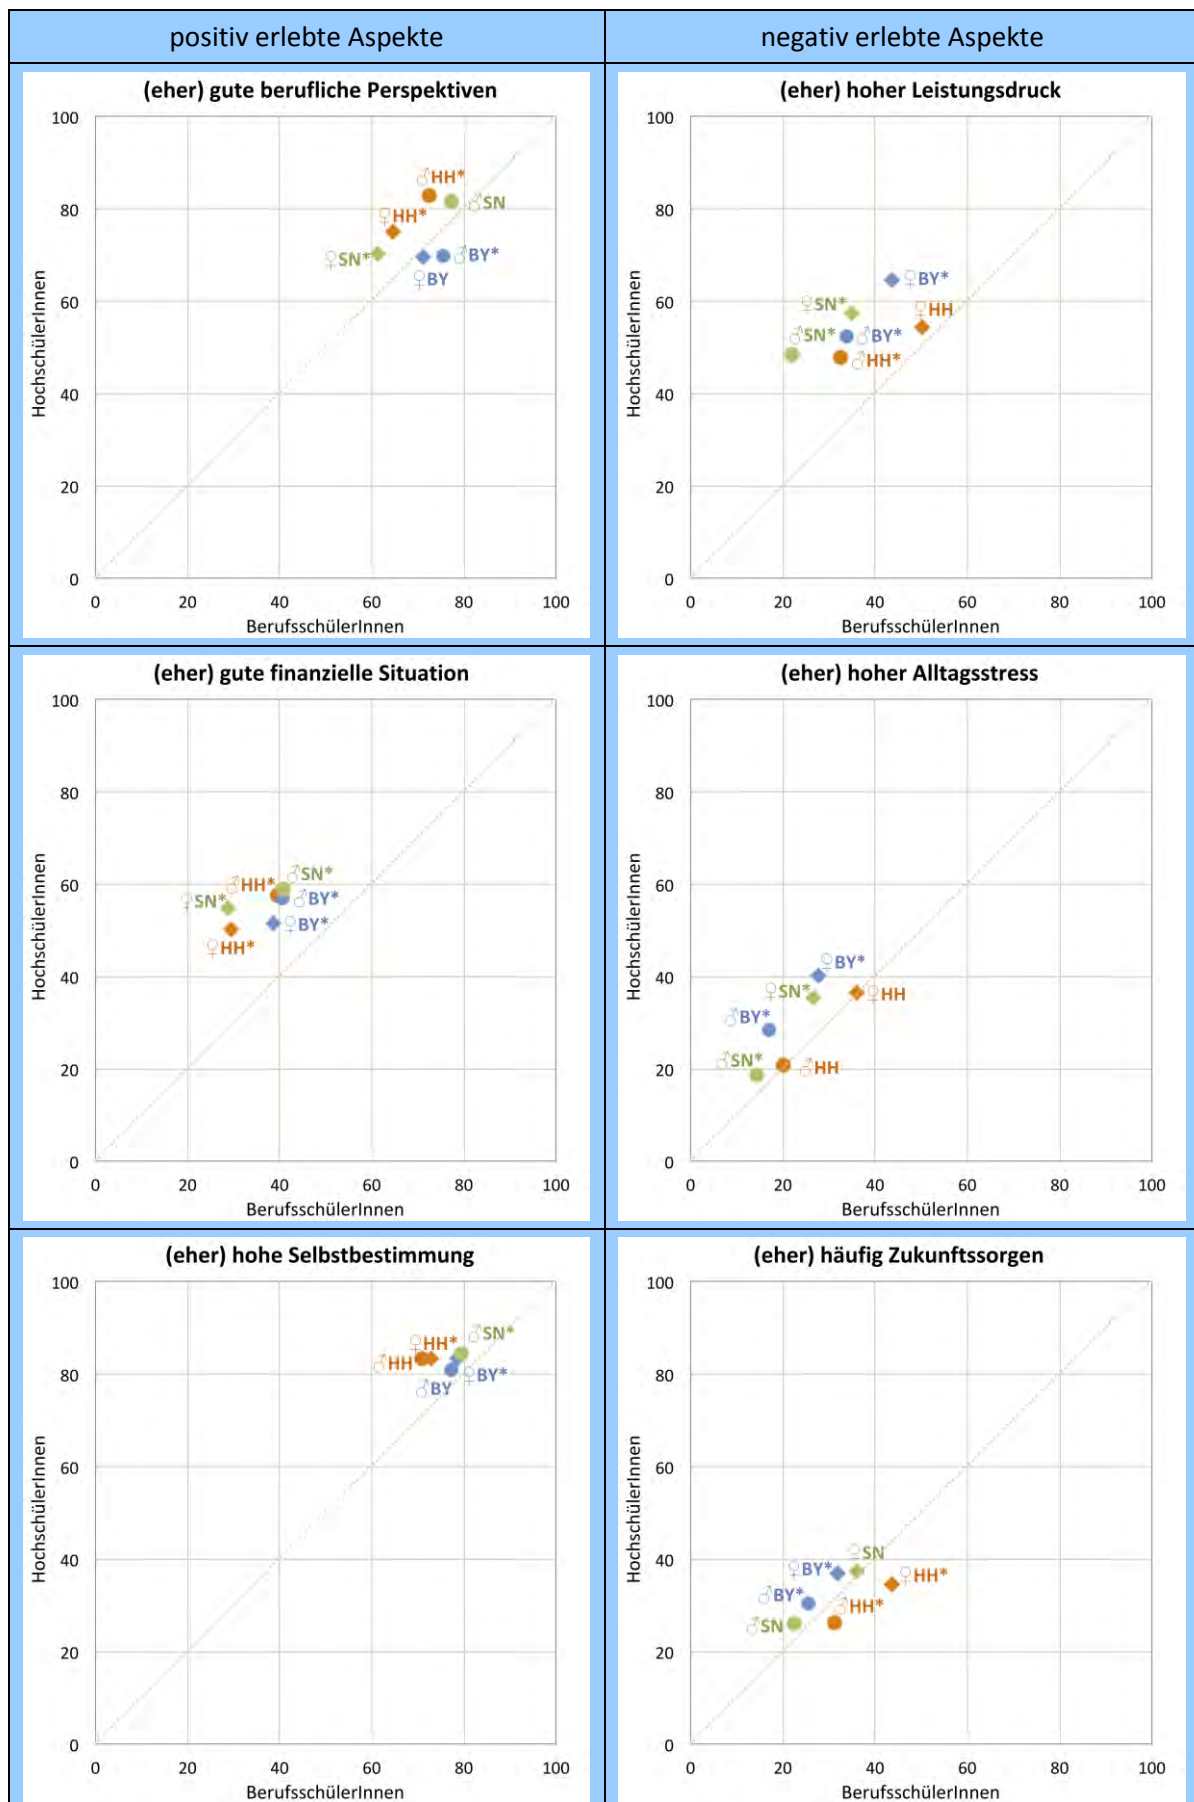 positiv erlebte Aspekte
negativ erlebte Aspekte
(eher) gute berufliche Perspektiven
HochschülerInnen
100
80
60
40
20
0
♂HH*
♂SN
♀HH*
♀SN*
♂BY*
♀BY
0 20 40 60 80 100
BerufsschülerInnen
(eher) hoher Leistungsdruck
HochschülerInnen
100
80
60
40
20
0
♀BY*
♀SN*
♀HH
♂SN*
♂BY*
♂HH*
0 20 40 60 80 100
BerufsschülerInnen
(eher) gute finanzielle Situation
HochschülerInnen
100
80
60
40
20
0
♂SN*
♂HH*
♀SN*
♂BY*
♀BY*
♀HH*
0 20 40 60 80 100
BerufsschülerInnen
(eher) hoher Alltagsstress
HochschülerInnen
100
80
60
40
20
0
♀BY*
♀SN*
♀HH
♂BY*
♂SN*
♂HH
0 20 40 60 80 100
BerufsschülerInnen
(eher) hohe Selbstbestimmung
HochschülerInnen
100
80
60
40
20
0
♂SN*
♀HH*
♂HH
♀BY*
♂BY
0 20 40 60 80 100
BerufsschülerInnen
(eher) häufig Zukunftssorgen
HochschülerInnen
100
80
60
40
20
0
♀SN
♀BY*
♀HH*
♂BY*
♂HH*
♂SN
0 20 40 60 80 100
BerufsschülerInnen